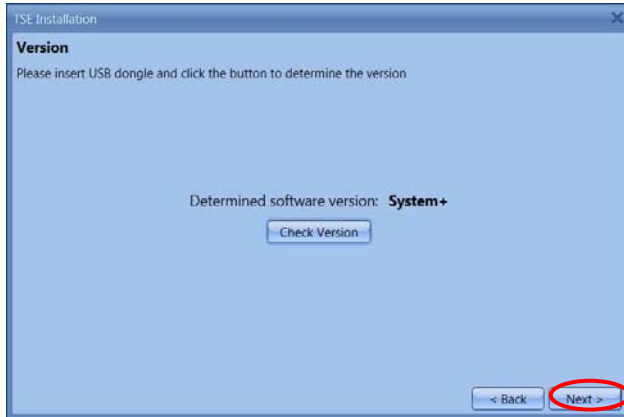 TSE Installation
Version
Please insert USB dongle and click the button to determine the version
Determined software version: System+
Check Version
< Back Next >